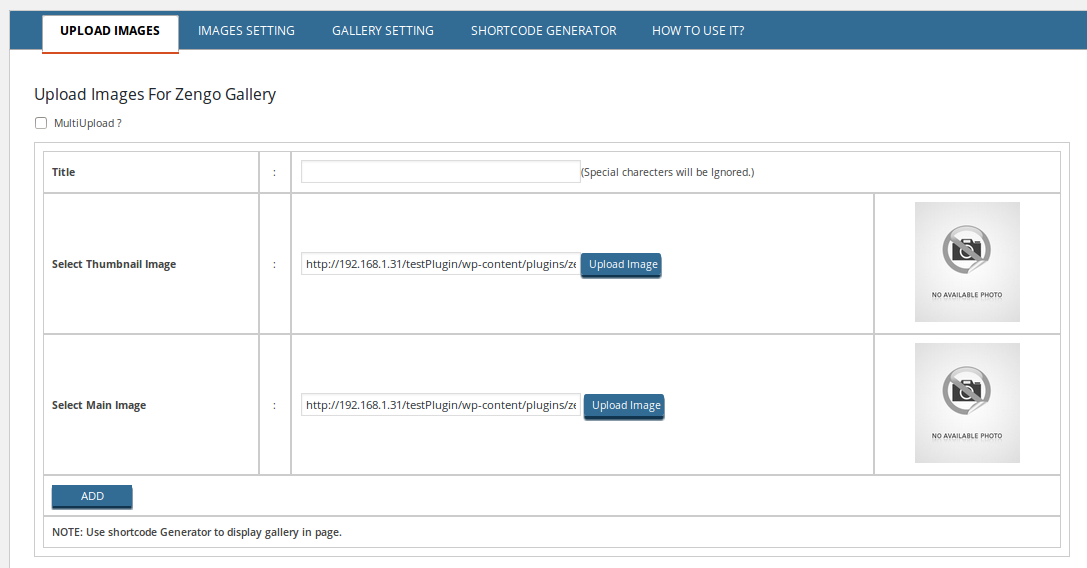 UPLOAD IMAGES IMAGES SETTING GALLERY SETTING SHORTCODE GENERATOR HOW TO USE IT?
Upload Images For Zengo Gallery
MultiUpload ?
Title : (Special charecters will be Ignored.)
NO AVAILABLE PHOTO
Select Thumbnail Image : http://192.168.1.31/testPlugin/wp-content/plugins/ze Upload Image
NO AVAILABLE PHOTO
Select Main Image : http://192.168.1.31/testPlugin/wp-content/plugins/ze Upload Image
ADD
NOTE: Use shortcode Generator to display gallery in page.